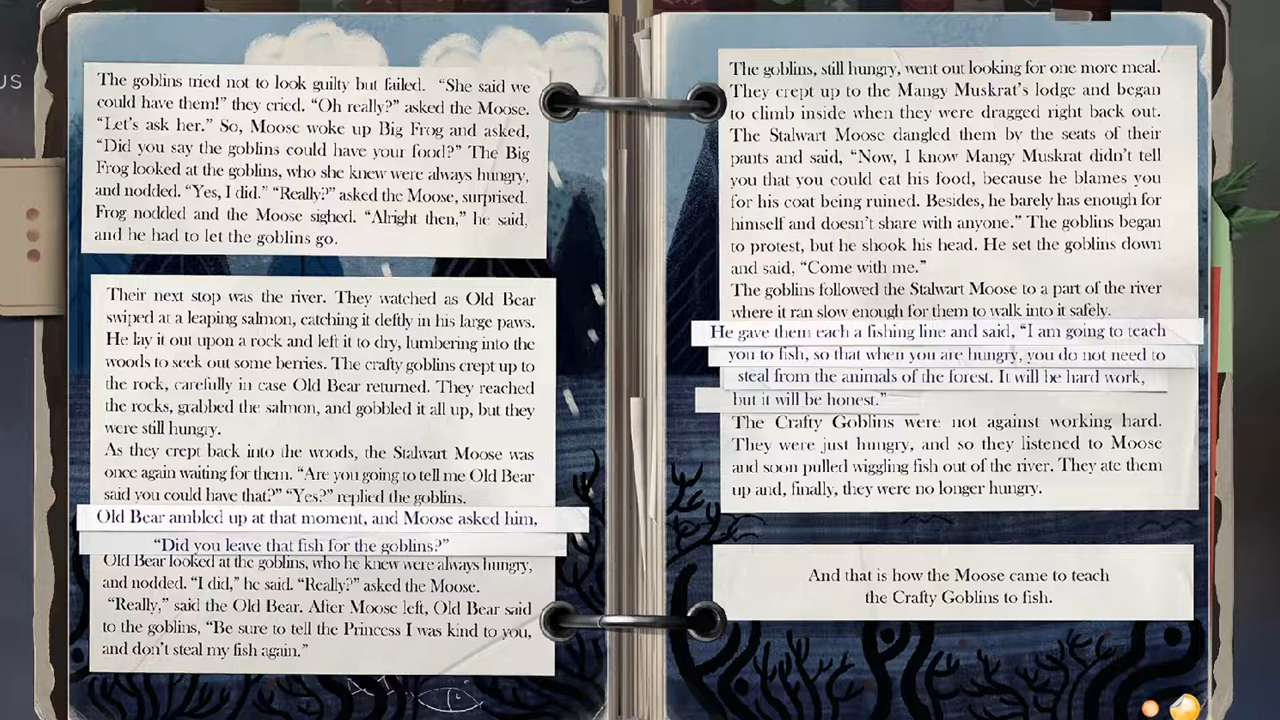 US
The goblins tried not to look guilty but failed. “She said we
could have them!” they cried. “Oh really?” asked the Moose.
“Let’s ask her.” So, Moose woke up Big Frog and asked,
“Did you say the goblins could have your food?” The Big
Frog looked at the goblins, who she knew were always hungry,
and nodded. “Yes, I did.” “Really?” asked the Moose, surprised.
Frog nodded and the Moose sighed. “Alright then,” he said,
and he had to let the goblins go.
Their next stop was the river. They watched as Old Bear
swiped at a leaping salmon, catching it deftly in his large paws.
He lay it out upon a rock and left it to dry, lumbering into the
woods to seek out some berries. The crafty goblins crept up to
the rock, carefully in case Old Bear returned. They reached
the rocks, grabbed the salmon, and gobbled it all up, but they
were still hungry.
As they crept back into the woods, the Stalwart Moose was
once again waiting for them. “Are you going to tell me Old Bear
said you could have that?” “Yes?” replied the goblins.
Old Bear ambled up at that moment, and Moose asked him,
“Did you leave that fish for the goblins?”
Old Bear looked at the goblins, who he knew were always hungry,
and nodded. “I did,” he said. “Really?” asked the Moose.
“Really,” said the Old Bear. After Moose left, Old Bear said
to the goblins, “Be sure to tell the Princess I was kind to you,
and don’t steal my fish again.”
The goblins, still hungry, went out looking for one more meal.
They crept up to the Mangy Muskrat’s lodge and began
to climb inside when they were dragged right back out.
The Stalwart Moose dangled them by the seats of their
pants and said, “Now, I know Mangy Muskrat didn’t tell
you that you could eat his food, because he blames you
for his coat being ruined. Besides, he barely has enough for
himself and doesn’t share with anyone.” The goblins began
to protest, but he shook his head. He set the goblins down
and said, “Come with me.”
The goblins followed the Stalwart Moose to a part of the river
where it ran slow enough for them to walk into it safely.
He gave them each a fishing line and said, “I am going to teach
you to fish, so that when you are hungry, you do not need to
steal from the animals of the forest. It will be hard work,
but it will be honest.”
The Crafty Goblins were not against working hard.
They were just hungry, and so they listened to Moose
and soon pulled wiggling fish out of the river. They ate them
up and, finally, they were no longer hungry.
And that is how the Moose came to teach
the Crafty Goblins to fish.